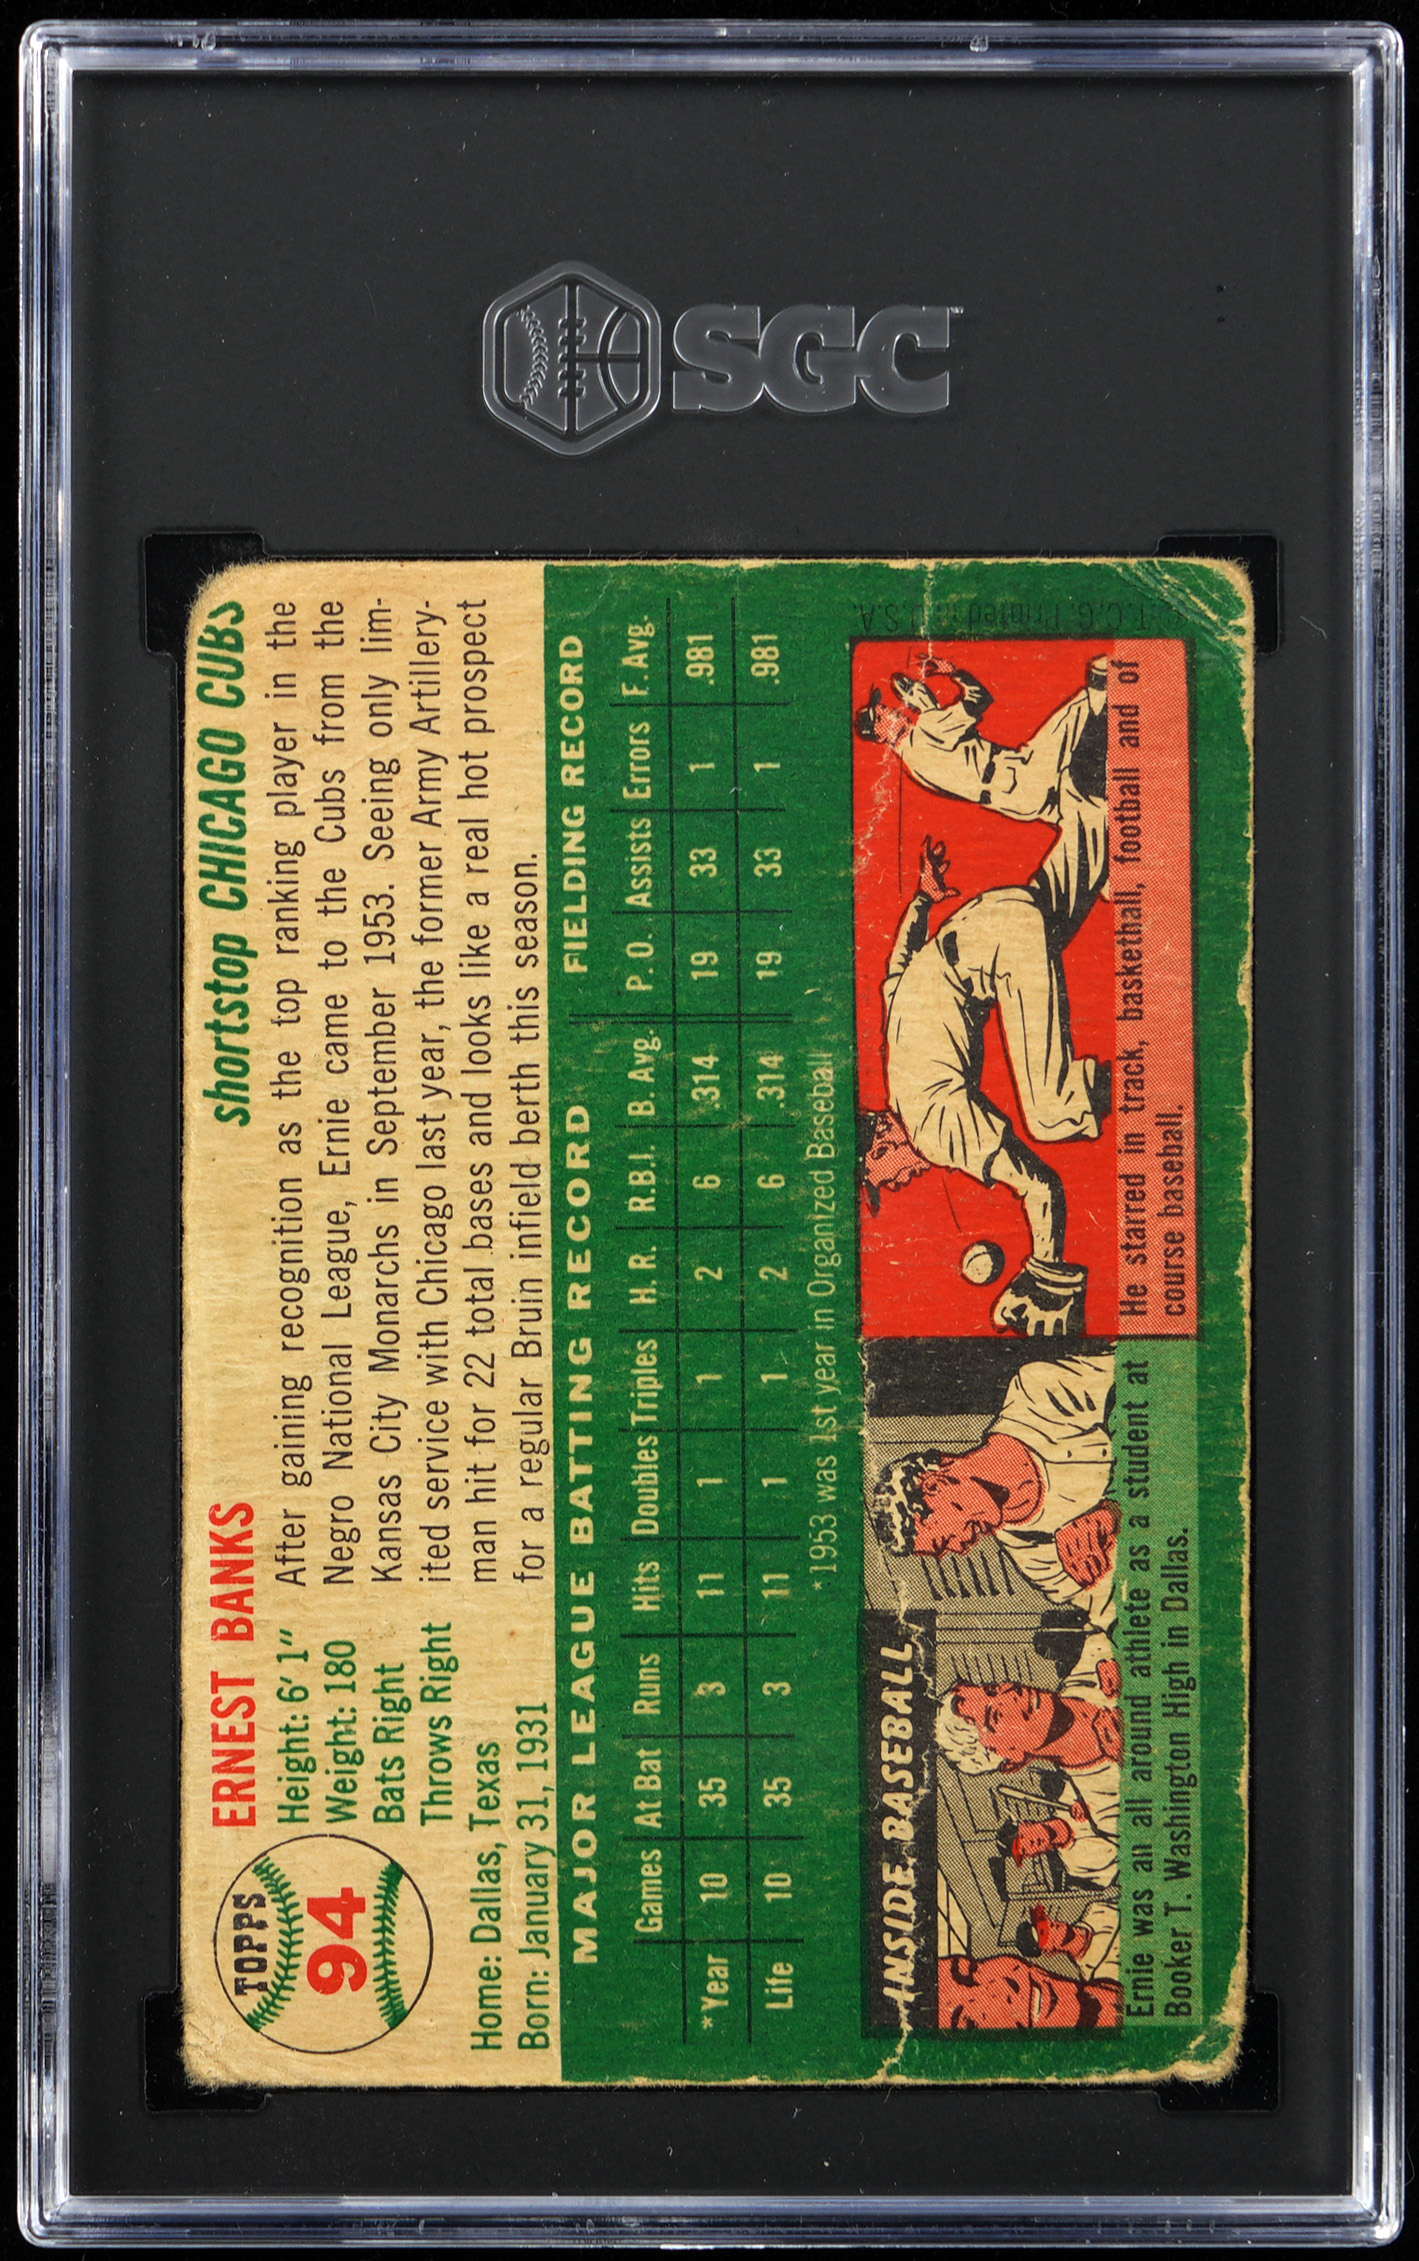 SGC
TOPPS
94
ERNEST BANKS
shortstop CHICAGO CUBS
Height: 6' 1"
Weight: 180
Bats Right
Throws Right
Home: Dallas, Texas
Born: January 31, 1931
After gaining recognition as the top ranking player in the
Negro National League, Ernie came to the Cubs from the
Kansas City Monarchs in September 1953. Seeing only lim-
ited service with Chicago last year, the former Army Artillery-
man hit for 22 total bases and looks like a real hot prospect
for a regular Bruin infield berth this season.
MAJOR LEAGUE BATTING RECORD FIELDING RECORD
Games At Bat Runs Hits Doubles Triples H. R. R.B.I. B. Avg. P. O. Assists Errors F. Avg.
*Year 10 35 3 11 1 1 2 6 .314 19 33 1 .981
Life 10 35 3 11 1 1 2 6 .314 19 33 1 .981
*1953 was 1st year in Organized Baseball
INSIDE BASEBALL
Ernie was an all around athlete as a student at
Booker T. Washington High in Dallas.
He starred in track, basketball, football and of
course baseball.
©T.C.G. Printed in U.S.A.